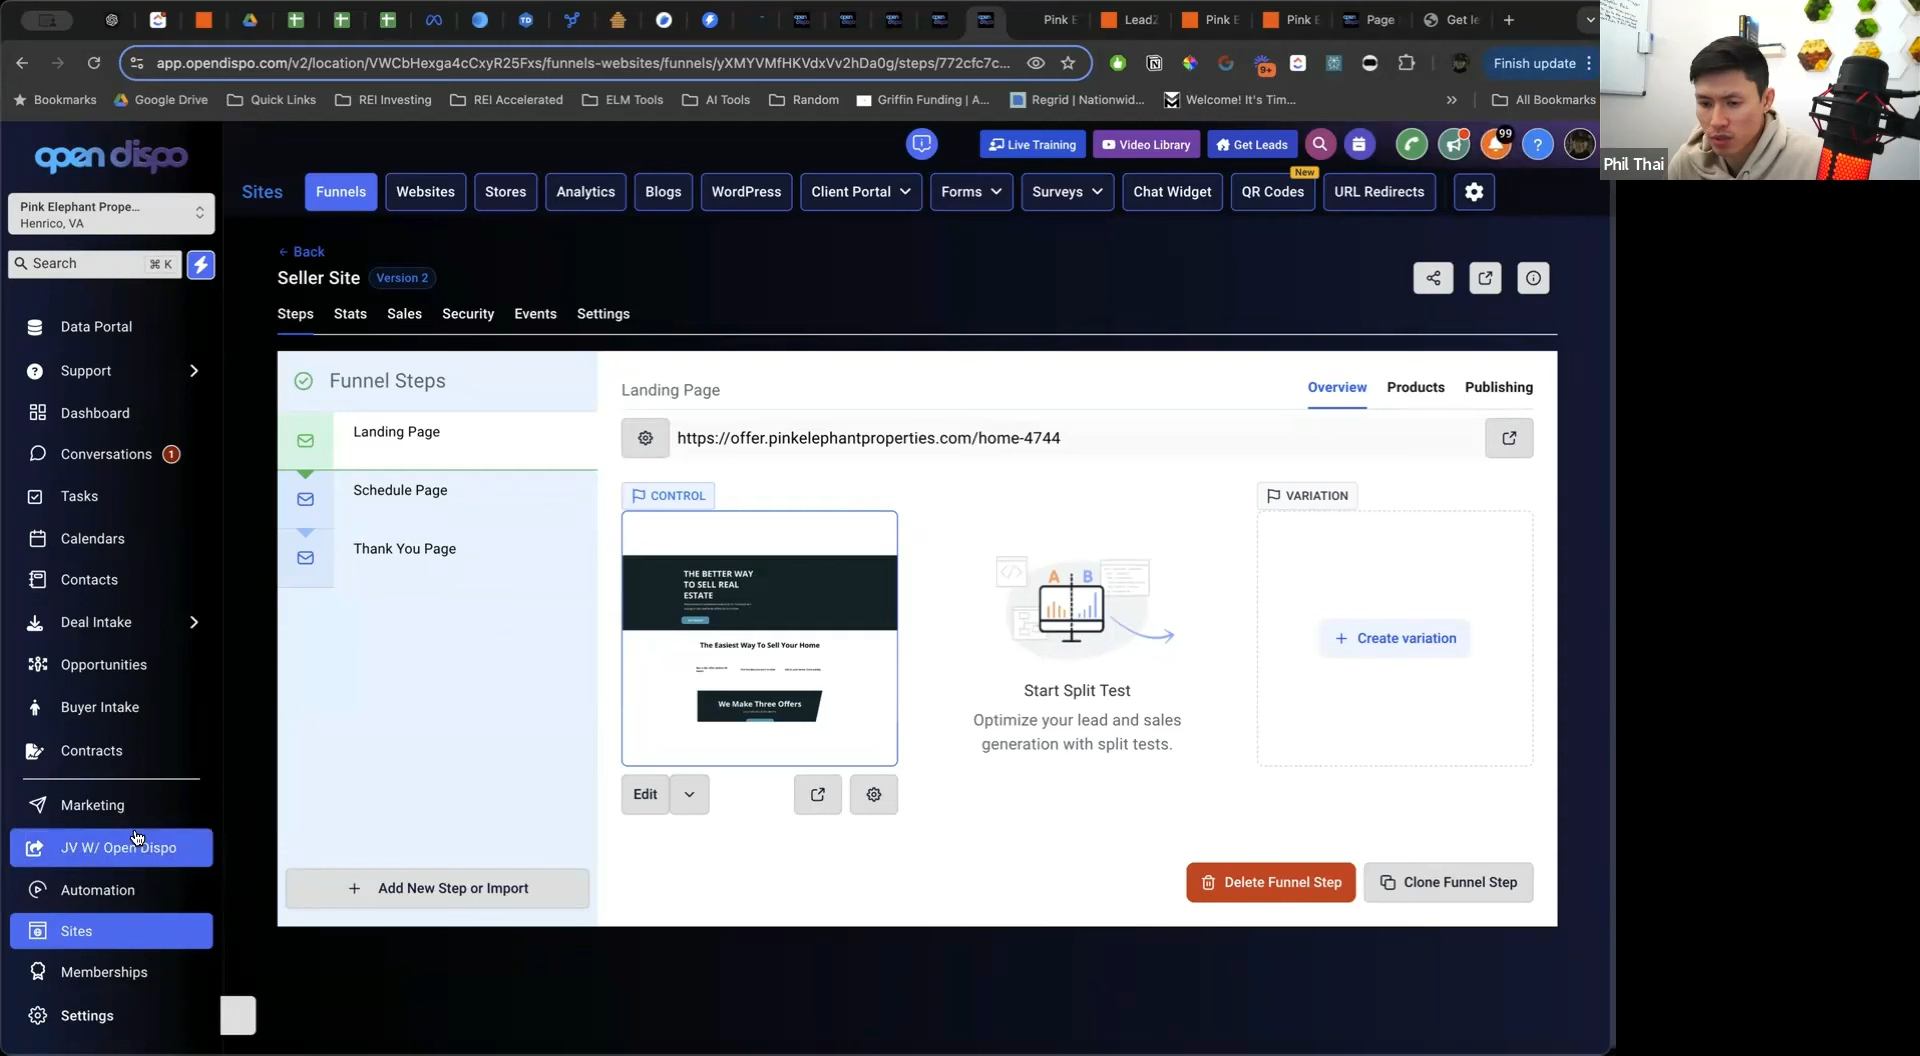 Pink E
Lead
Pink E
Pink E
Page
Get le
app.opendispo.com/v2/location/VWCbHexga4cCxyR25Fxs/funnels-websites/funnels/yXMYVMfHKVdxVv2hDa0g/steps/772cfc7c...
9+
Finish update
Bookmarks
Google Drive
Quick Links
REI Investing
REI Accelerated
ELM Tools
AI Tools
Random
Griffin Funding | A...
Regrid | Nationwid...
Welcome! It's Tim...
»
All Bookmarks
Phil Thai
open dispo
Live Training
Video Library
Get Leads
99
?
Pink Elephant Prope...
Henrico, VA
Search
⌘ K
Sites
Funnels
Websites
Stores
Analytics
Blogs
WordPress
Client Portal
Forms
Surveys
Chat Widget
New
QR Codes
URL Redirects
← Back
Seller Site
Version 2
Steps
Stats
Sales
Security
Events
Settings
Data Portal
Support
Dashboard
Conversations
1
Tasks
Calendars
Contacts
Deal Intake
Opportunities
Buyer Intake
Contracts
Marketing
JV W/ Open Dispo
Automation
Sites
Memberships
Settings
Funnel Steps
Landing Page
Schedule Page
Thank You Page
+ Add New Step or Import
Landing Page
Overview
Products
Publishing
https://offer.pinkelephantproperties.com/home-4744
CONTROL
THE BETTER WAY
TO SELL REAL
ESTATE
The Easiest Way To Sell Your Home
We Make Three Offers
Edit
A
B
Start Split Test
Optimize your lead and sales
generation with split tests.
VARIATION
+ Create variation
Delete Funnel Step
Clone Funnel Step